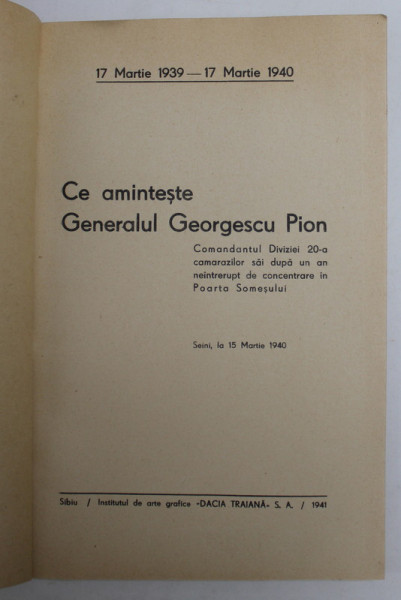 17 Martie 1939 — 17 Martie 1940
Ce amintește
Generalul Georgescu Pion
Comandantul Diviziei 20-a
camarazilor săi după un an
neintrerupt de concentrare în
Poarta Someșului
Seini, la 15 Martie 1940
Sibiu / Institutul de arte grafice «DACIA TRAIANĂ» S. A. / 1941